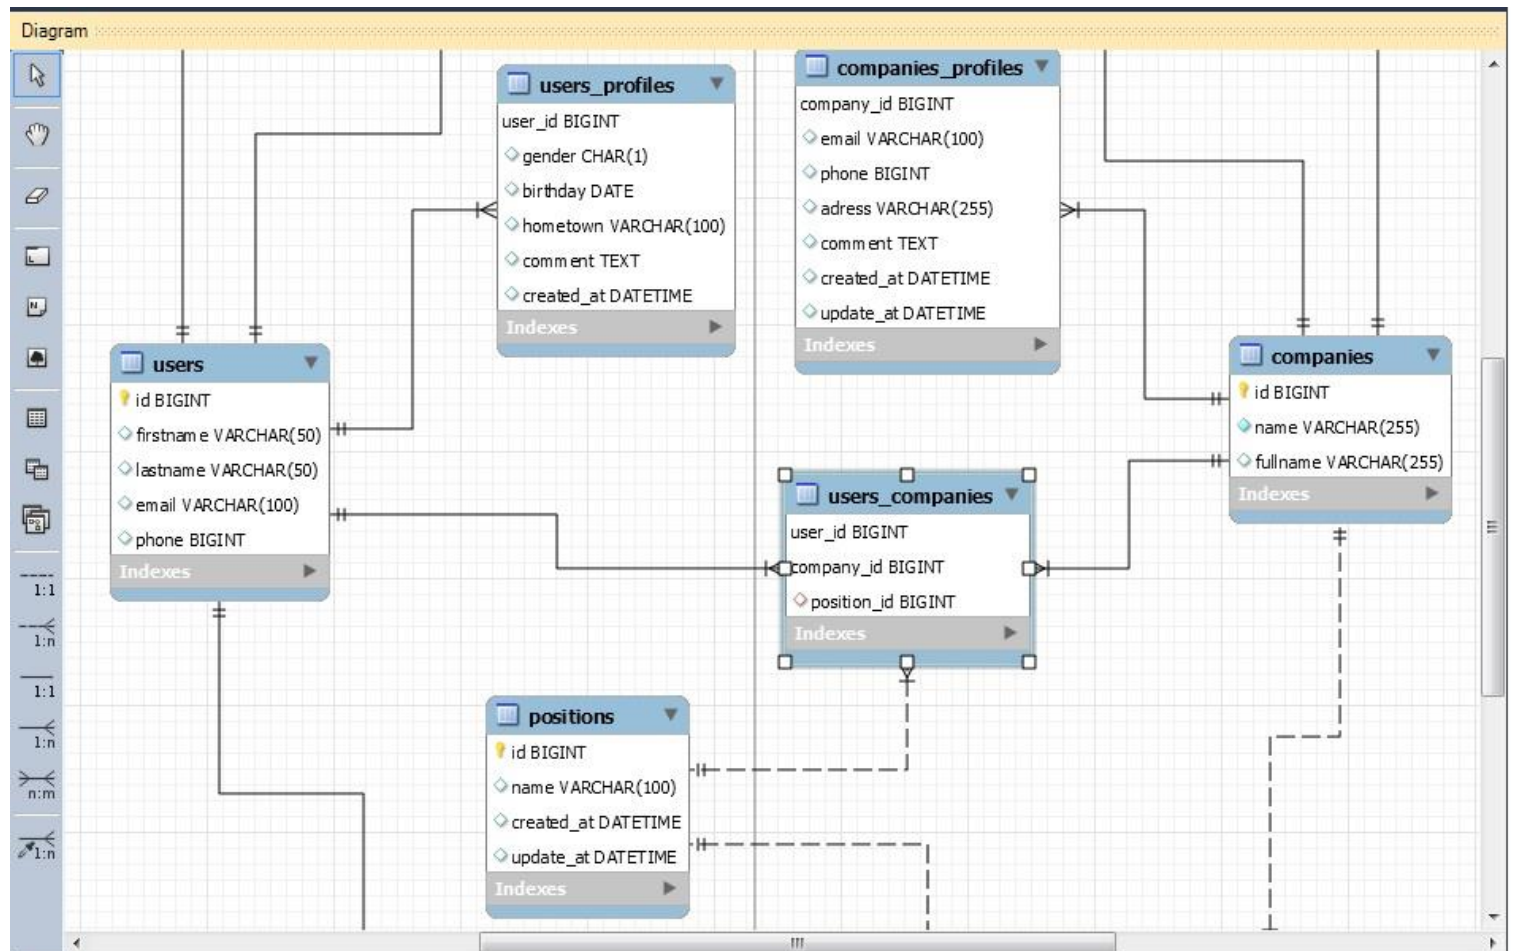 Diagram
users_profiles
user_id BIGINT
gender CHAR(1)
birthday DATE
hometown VARCHAR(100)
comment TEXT
created_at DATETIME
Indexes
companies_profiles
company_id BIGINT
email VARCHAR(100)
phone BIGINT
adress VARCHAR(255)
comment TEXT
created_at DATETIME
update_at DATETIME
Indexes
users
id BIGINT
firstname VARCHAR(50)
lastname VARCHAR(50)
email VARCHAR(100)
phone BIGINT
Indexes
companies
id BIGINT
name VARCHAR(255)
fullname VARCHAR(255)
Indexes
users_companies
user_id BIGINT
company_id BIGINT
position_id BIGINT
Indexes
positions
id BIGINT
name VARCHAR(100)
created_at DATETIME
update_at DATETIME
Indexes
1:1
1:n
1:1
1:n
n:m
1:n